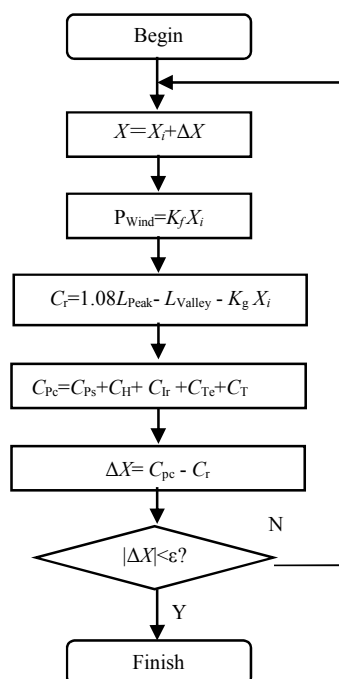 Begin
X=Xi+ΔX
PWind=KfXi
Cr=1.08LPeak- LValley - Kg Xi
CPc=CPs+CH+ CIr +CTe+CT
ΔX= Cpc - Cr
N
|ΔX|<ε?
Y
Finish